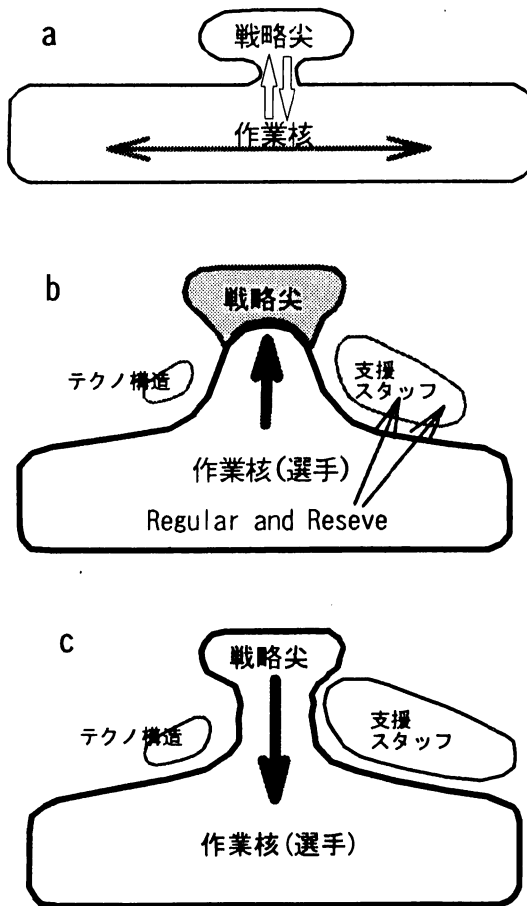 a
戦略尖
作業核
b
戦略尖
テクノ構造
支援
スタッフ
作業核(選手)
Regular and Reseve
c
戦略尖
テクノ構造
支援
スタッフ
作業核(選手)